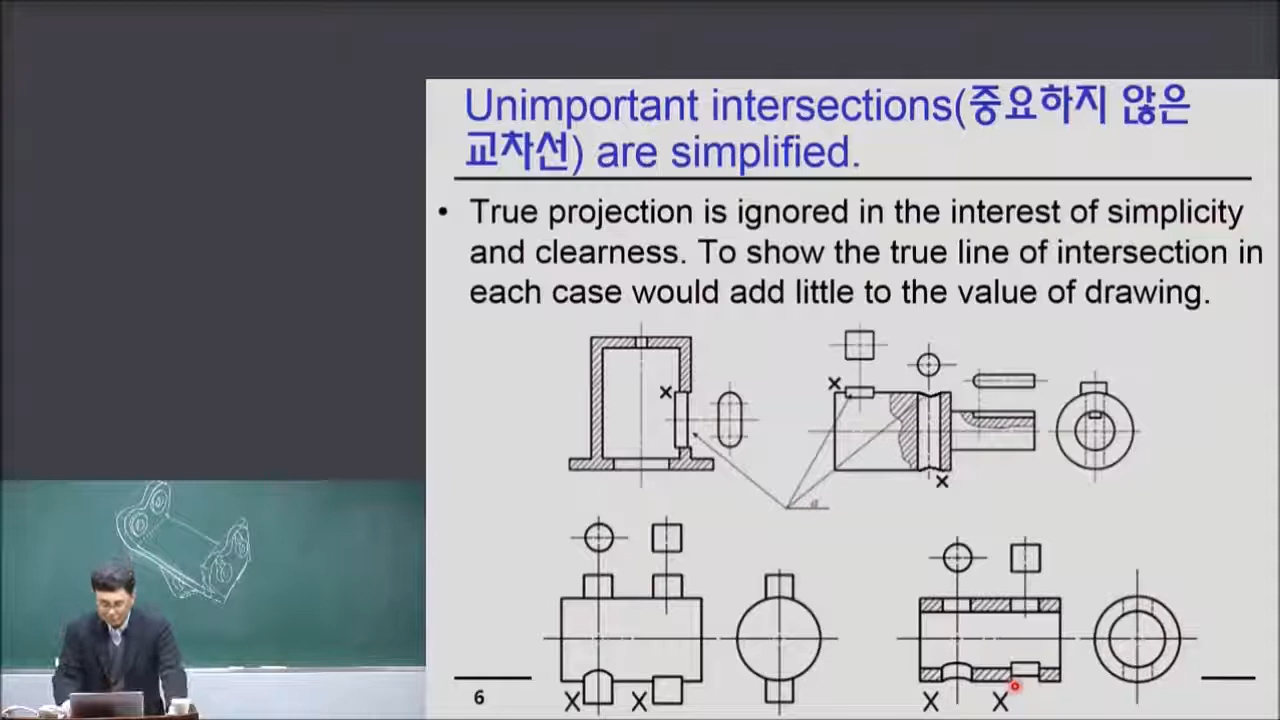 Unimportant intersections(중요하지 않은
교차선) are simplified.
• True projection is ignored in the interest of simplicity
and clearness. To show the true line of intersection in
each case would add little to the value of drawing.
x
x
x
a
X
X
X
X
6